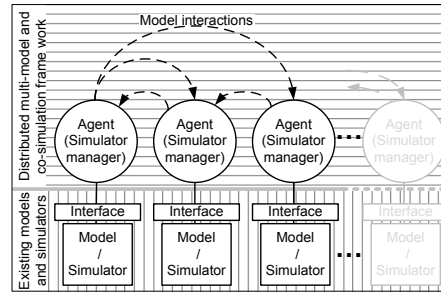 Distributed multi-model and
co-simulation frame work
Model interactions
Agent
(Simulator
manager)
Agent
(Simulator
manager)
Agent
(Simulator
manager)
Agent
(Simulator
manager)
Existing models
and simulators
Interface
Model
/
Simulator
Interface
Model
/
Simulator
Interface
Model
/
Simulator
Interface
Model
/
Simulator